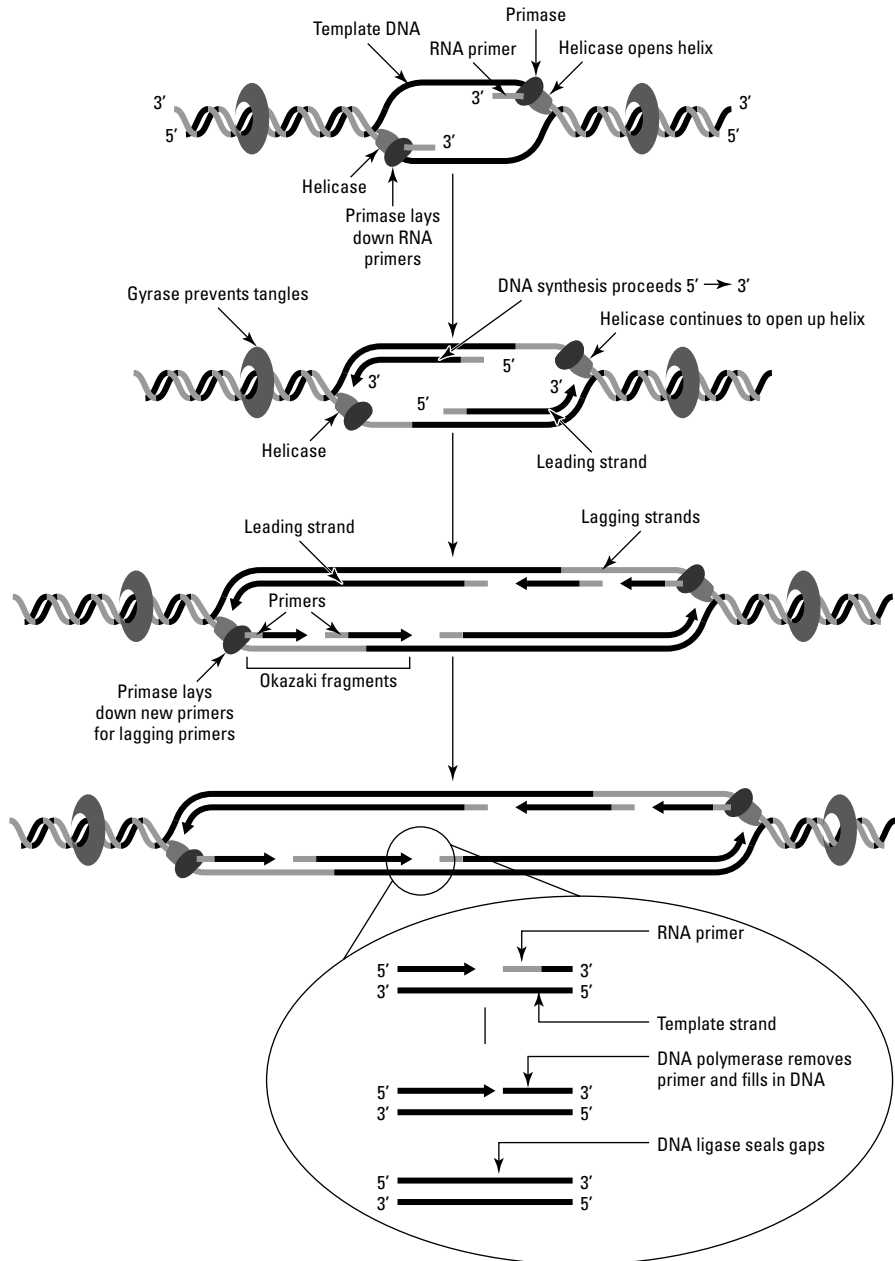 Primase
Template DNA
RNA primer
Helicase opens helix
3′
3′
3′
5′
5′
3′
Helicase
Primase lays
down RNA
primers
DNA synthesis proceeds 5′ → 3′
Gyrase prevents tangles
Helicase continues to open up helix
5′
3′
3′
5′
Helicase
Leading strand
Lagging strands
Leading strand
Primers
Okazaki fragments
Primase lays
down new primers
for lagging primers
RNA primer
5′
3′
3′
5′
Template strand
DNA polymerase removes
primer and fills in DNA
5′
3′
3′
5′
DNA ligase seals gaps
5′
3′
3′
5′